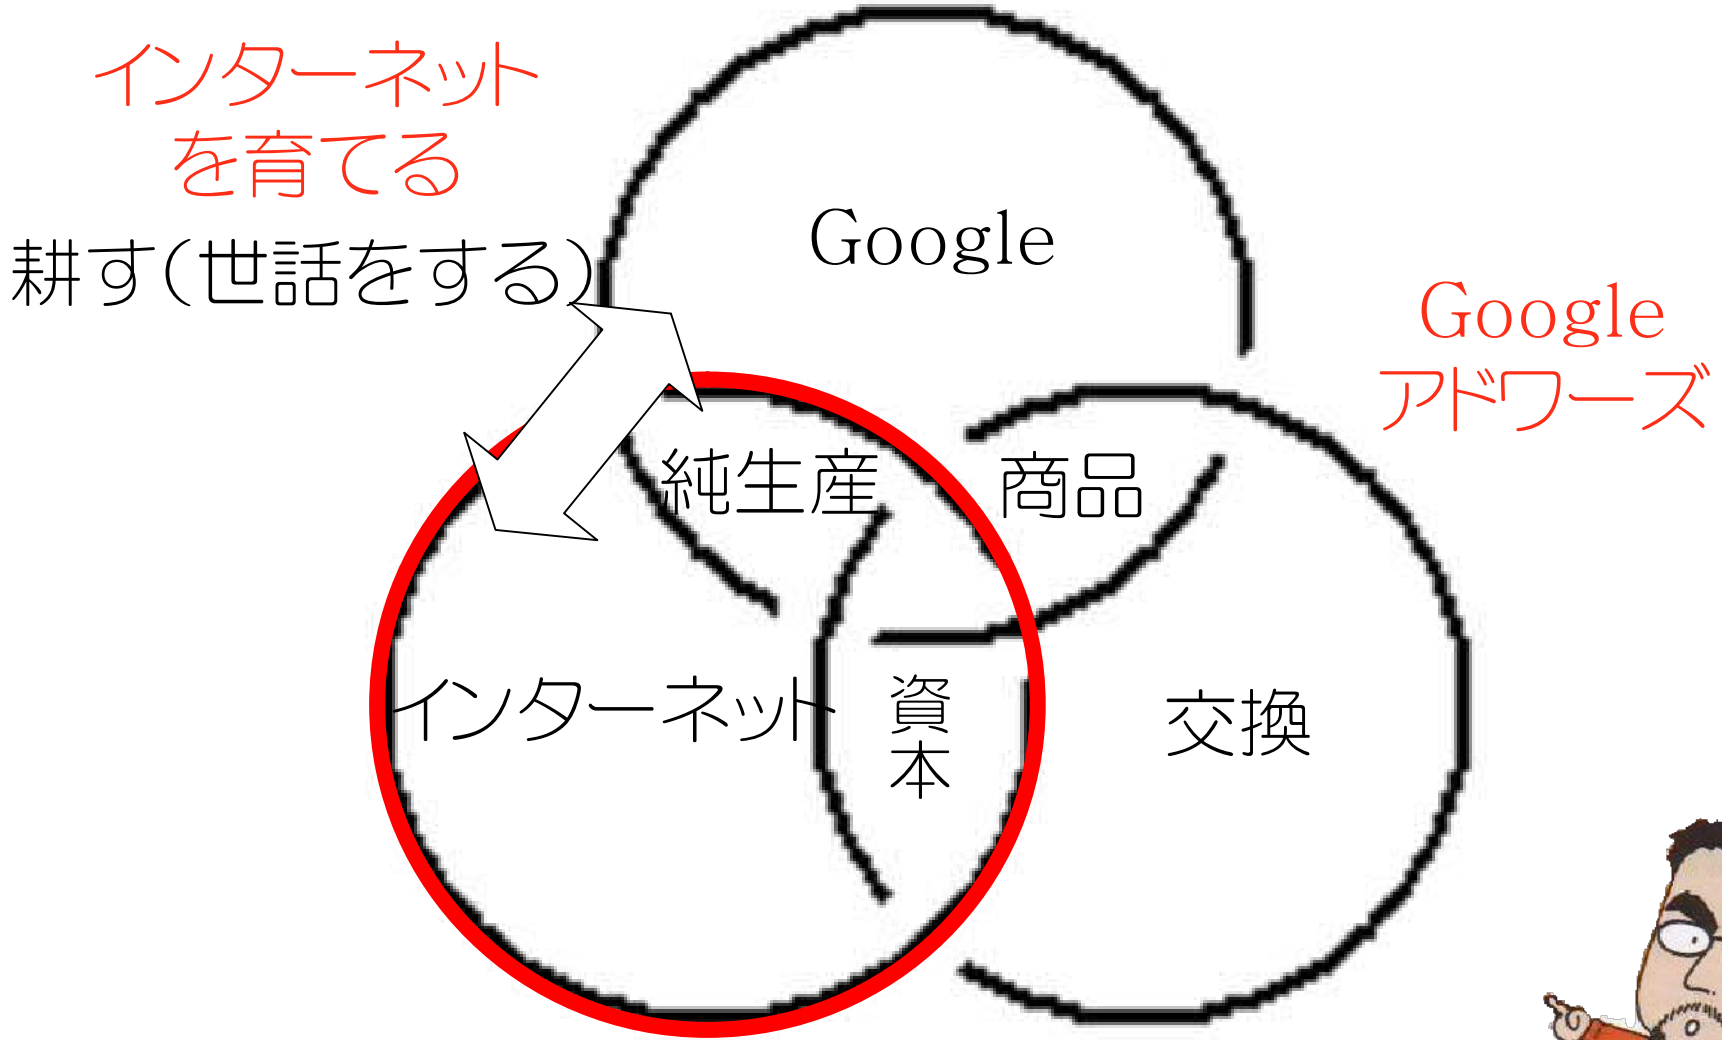 インターネット
を育てる
耕す(世話をする)
Google
Google
アドワーズ
純生産
商品
インターネット
資本
交換